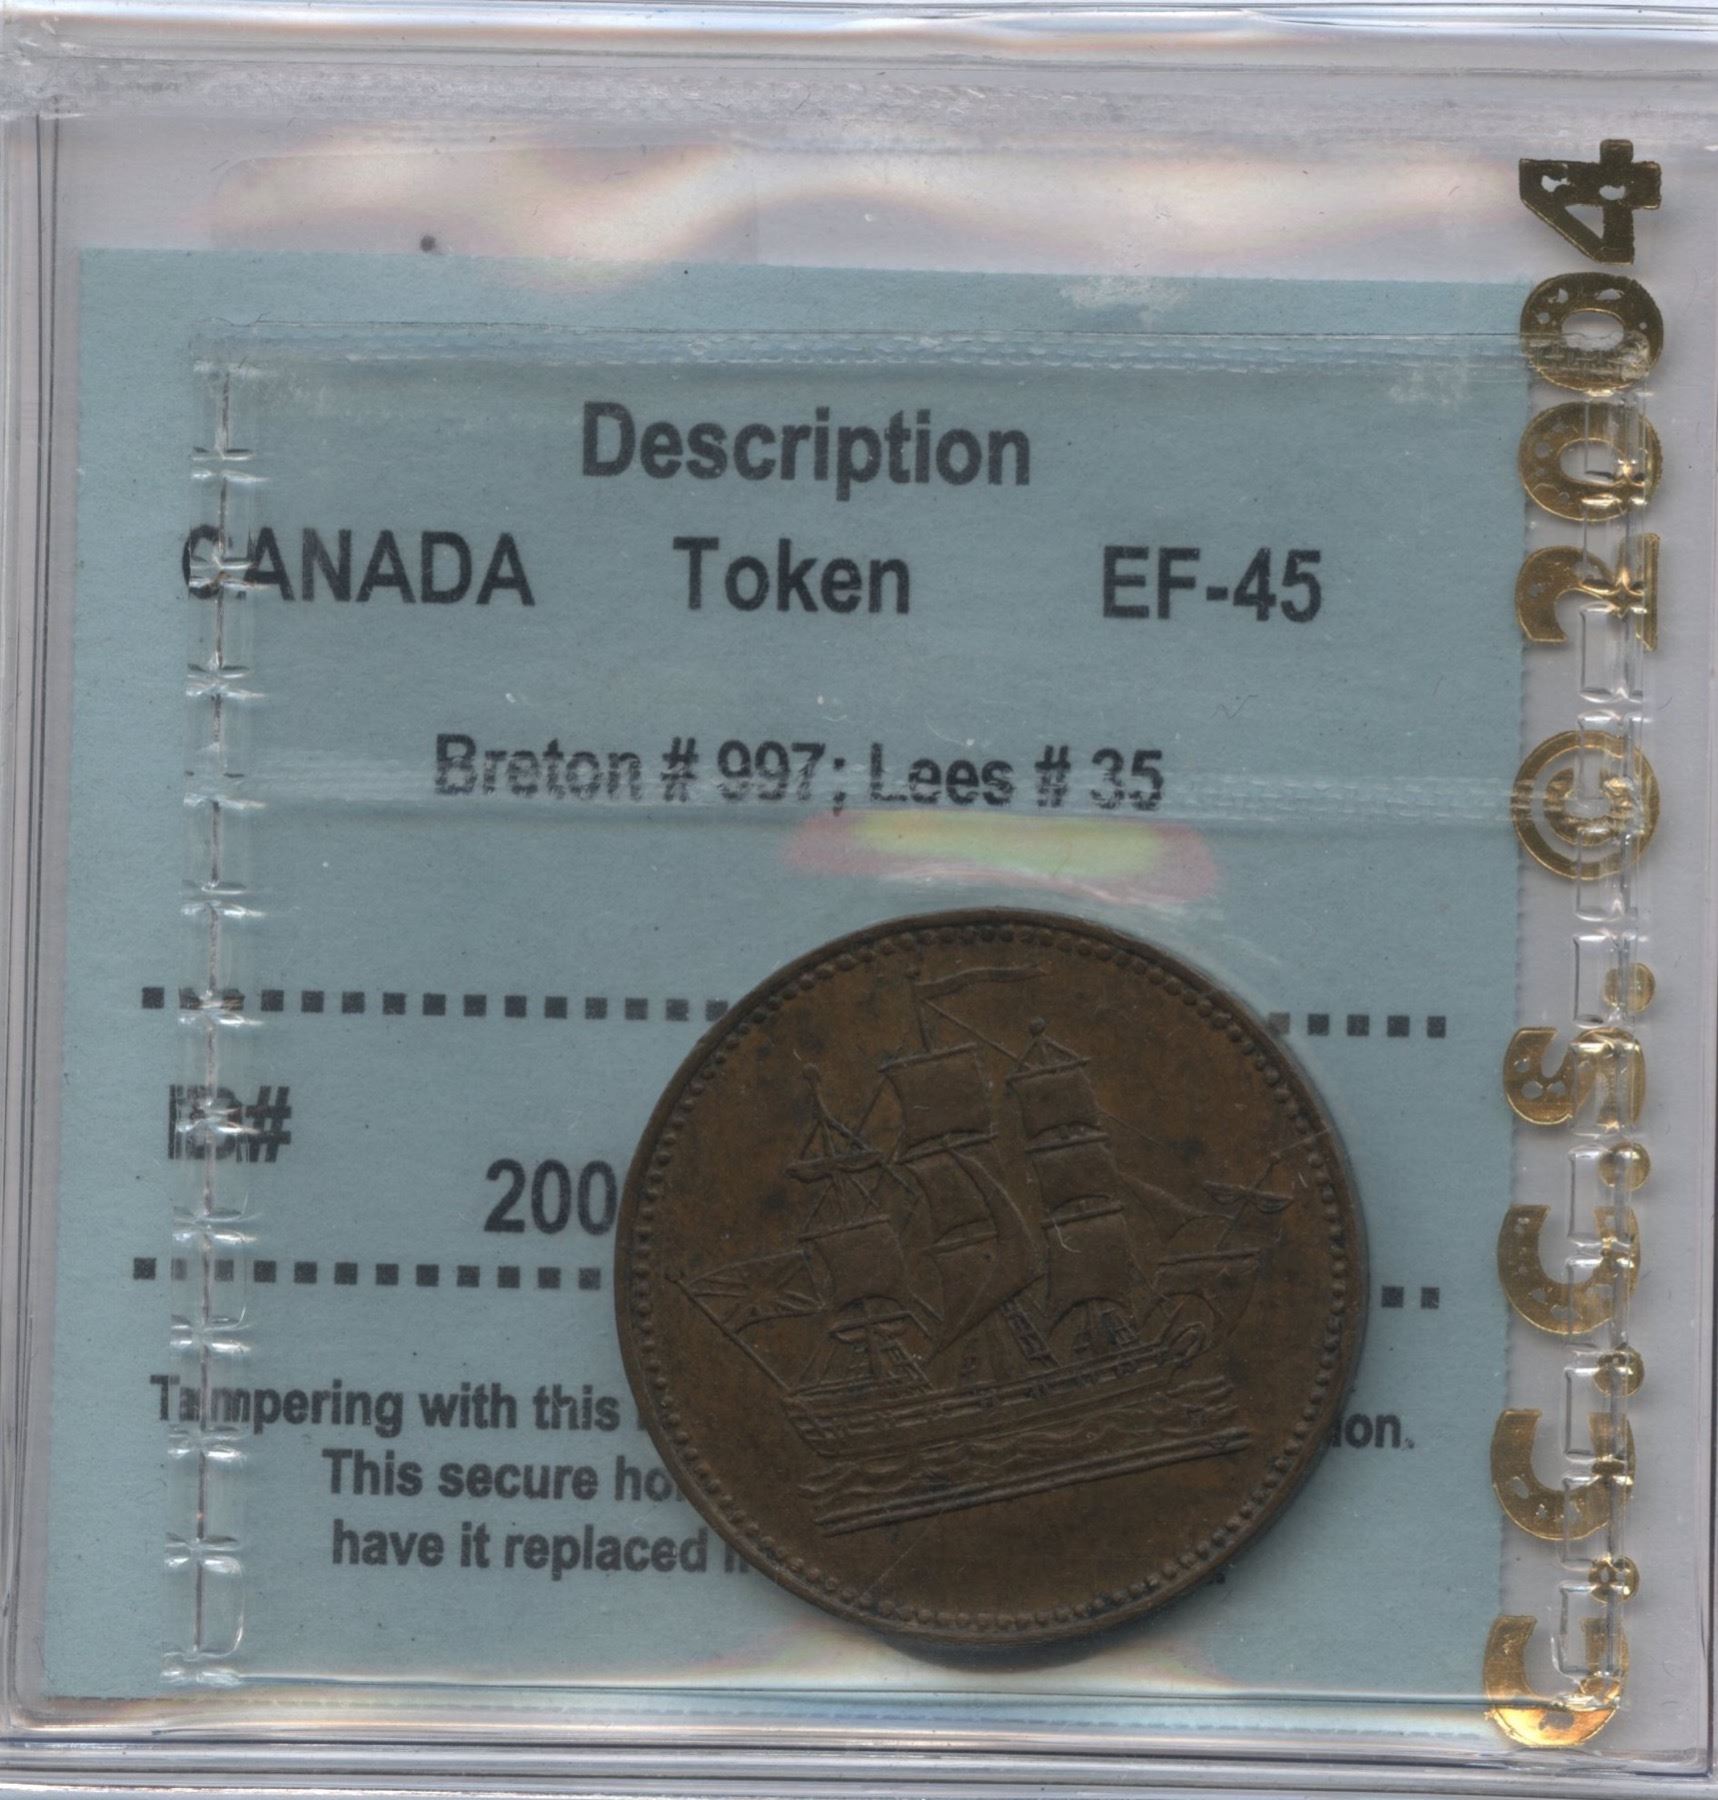 Description
CANADA Token EF-45
Breton # 997; Lees # 35
ID#
200
Tampering with this
This secure
have it replaced
C.C.C.S. © 2004